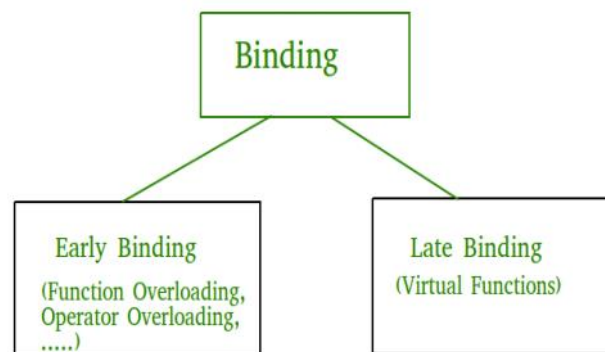 Binding
Early Binding
(Function Overloading,
Operator Overloading,
.....)
Late Binding
(Virtual Functions)